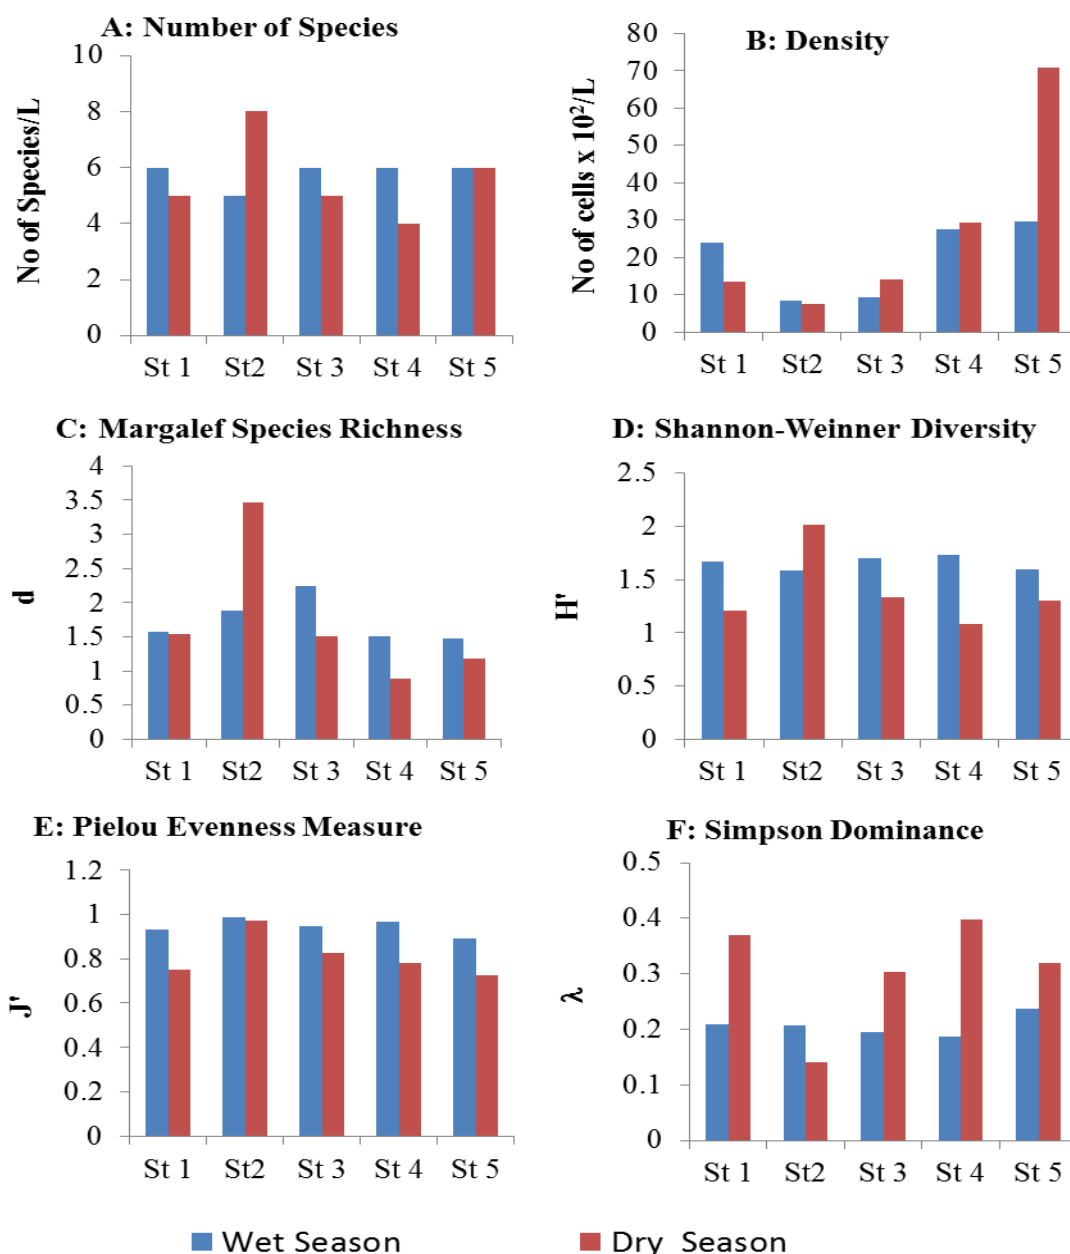 A: Number of Species
No of Species/L
10
8
6
4
2
0
St 1 St2 St 3 St 4 St 5
B: Density
No of cells x 10²/L
80
70
60
50
40
30
20
10
0
St 1 St2 St 3 St 4 St 5
C: Margalef Species Richness
d
4
3.5
3
2.5
2
1.5
1
0.5
0
St 1 St2 St 3 St 4 St 5
D: Shannon-Weinner Diversity
H'
2.5
2
1.5
1
0.5
0
St 1 St2 St 3 St 4 St 5
E: Pielou Evenness Measure
J'
1.2
1
0.8
0.6
0.4
0.2
0
St 1 St2 St 3 St 4 St 5
F: Simpson Dominance
λ
0.5
0.4
0.3
0.2
0.1
0
St 1 St2 St 3 St 4 St 5
Wet Season
Dry Season